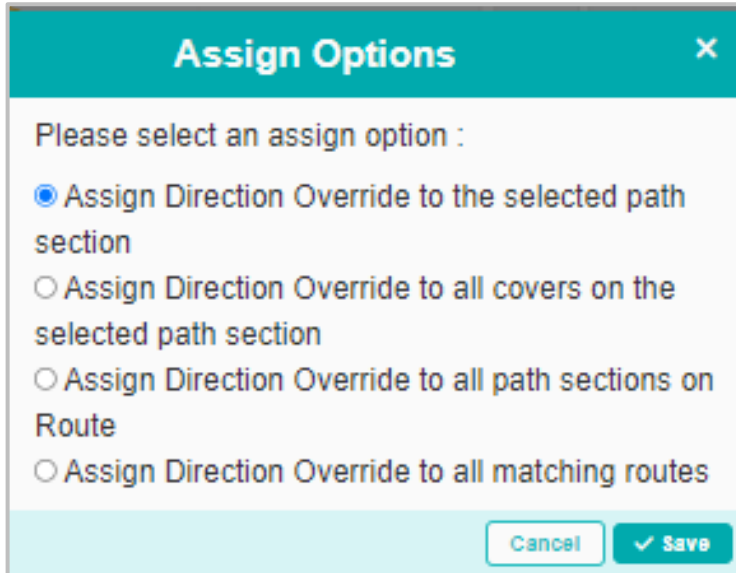 Assign Options
Please select an assign option :
Assign Direction Override to the selected path
section
Assign Direction Override to all covers on the
selected path section
Assign Direction Override to all path sections on
Route
Assign Direction Override to all matching routes
Cancel
Save